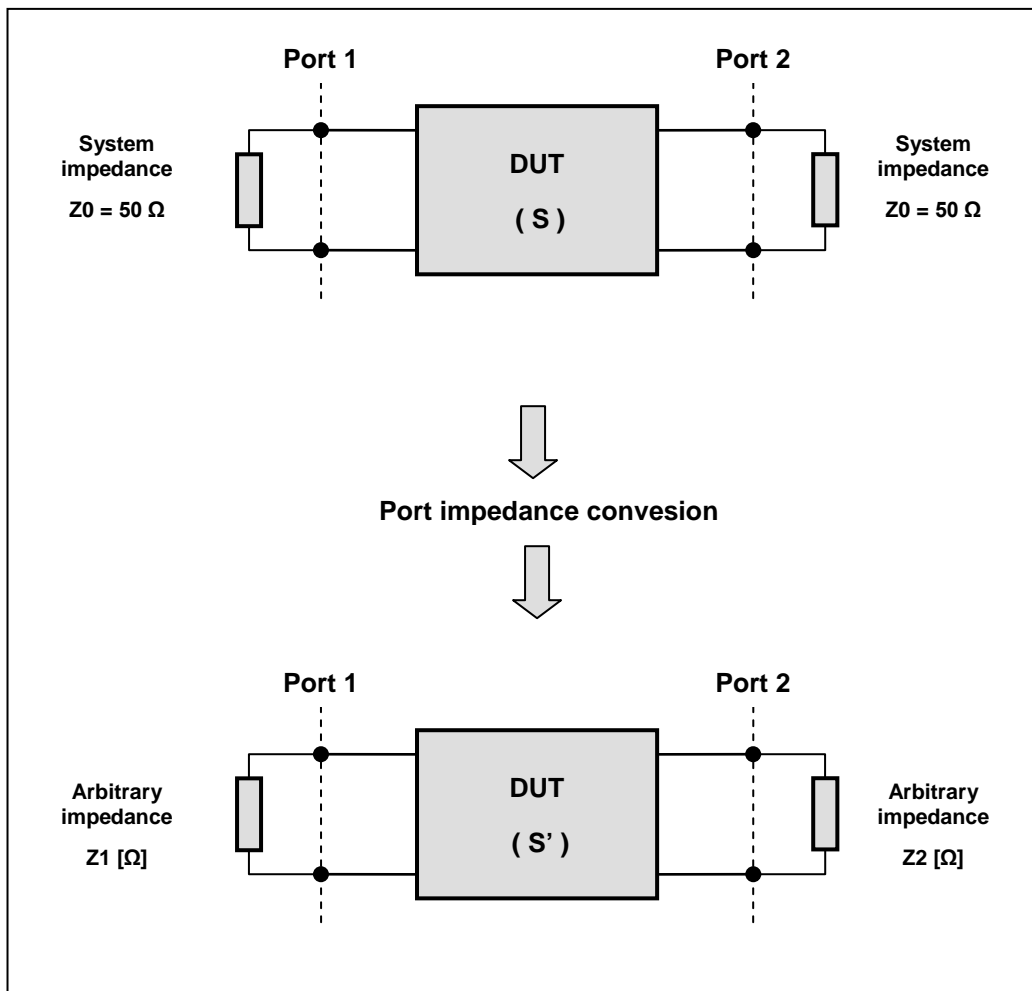 Port 1
Port 2
System
impedance
Z0 = 50 Ω
DUT
( S )
System
impedance
Z0 = 50 Ω
Port impedance convesion
Port 1
Port 2
Arbitrary
impedance
Z1 [Ω]
DUT
( S’ )
Arbitrary
impedance
Z2 [Ω]